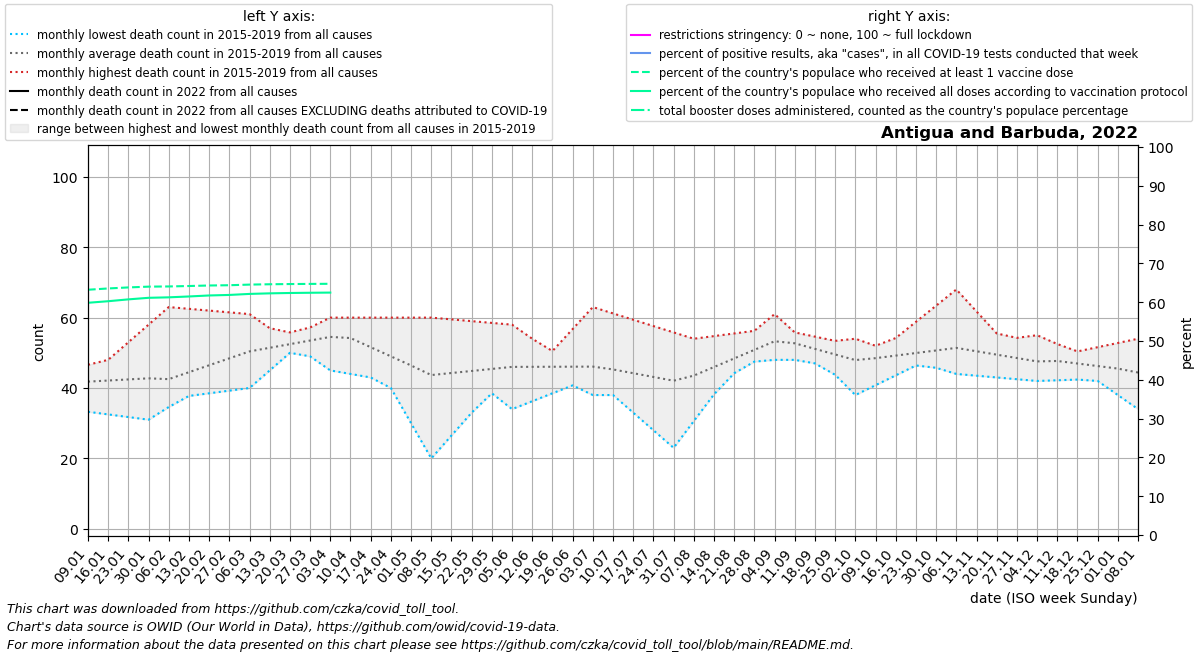 left Y axis:
monthly lowest death count in 2015-2019 from all causes
monthly average death count in 2015-2019 from all causes
monthly highest death count in 2015-2019 from all causes
monthly death count in 2022 from all causes
monthly death count in 2022 from all causes EXCLUDING deaths attributed to COVID-19
range between highest and lowest monthly death count from all causes in 2015-2019
right Y axis:
restrictions stringency: 0 ~ none, 100 ~ full lockdown
percent of positive results, aka "cases", in all COVID-19 tests conducted that week
percent of the country's populace who received at least 1 vaccine dose
percent of the country's populace who received all doses according to vaccination protocol
total booster doses administered, counted as the country's populace percentage
Antigua and Barbuda, 2022
count
100
80
60
40
20
0
percent
100
90
80
70
60
50
40
30
20
10
0
09.01 16.01 23.01 30.01 06.02 13.02 20.02 27.02 06.03 13.03 20.03 27.03 03.04 10.04 17.04 24.04 01.05 08.05 15.05 22.05 29.05 05.06 12.06 19.06 26.06 03.07 10.07 17.07 24.07 31.07 07.08 14.08 21.08 28.08 04.09 11.09 18.09 25.09 02.10 09.10 16.10 23.10 30.10 06.11 13.11 20.11 27.11 04.12 11.12 18.12 25.12 01.01 08.01
date (ISO week Sunday)
This chart was downloaded from https://github.com/czka/covid_toll_tool.
Chart's data source is OWID (Our World in Data), https://github.com/owid/covid-19-data.
For more information about the data presented on this chart please see https://github.com/czka/covid_toll_tool/blob/main/README.md.